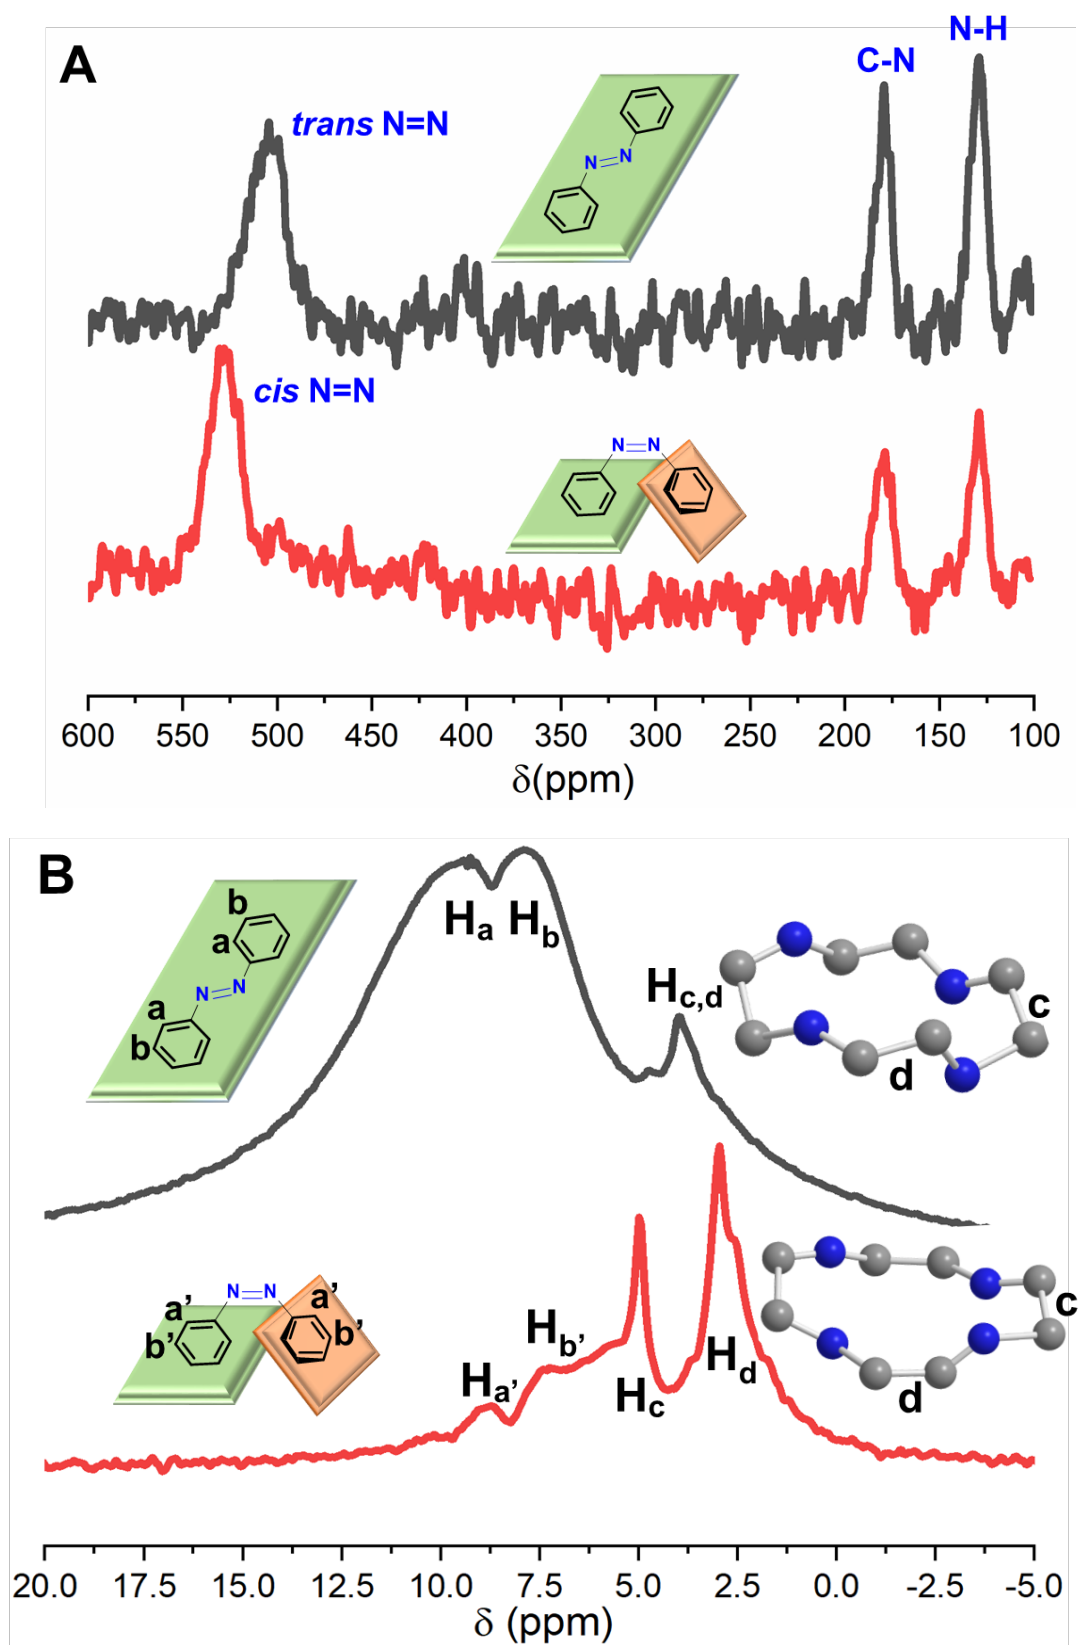 A
N-H
C-N
trans N=N
N=N
cis N=N
N=N
600 550 500 450 400 350 300 250 200 150 100
δ(ppm)
B
b
a
N=N
a
b
Ha Hb
Hc,d
c
d
a’ N=N a’
b’ b’
Ha’
Hb’
Hc
Hd
c
d
20.0 17.5 15.0 12.5 10.0 7.5 5.0 2.5 0.0 -2.5 -5.0
δ (ppm)